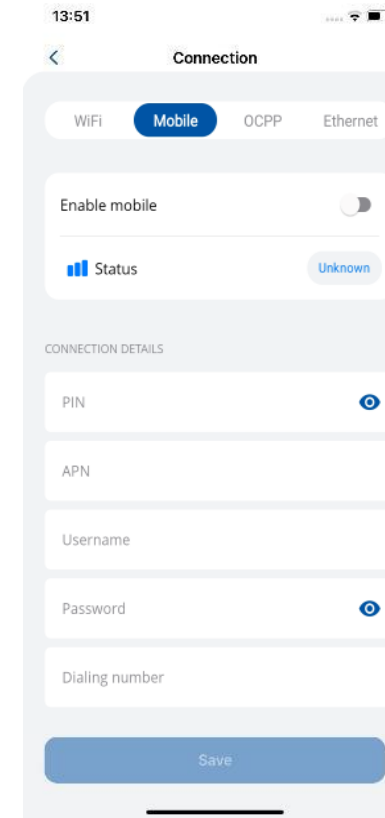 13:51
Connection
WiFi Mobile OCPP Ethernet
Enable mobile
Status Unknown
CONNECTION DETAILS
PIN
APN
Username
Password
Dialing number
Save